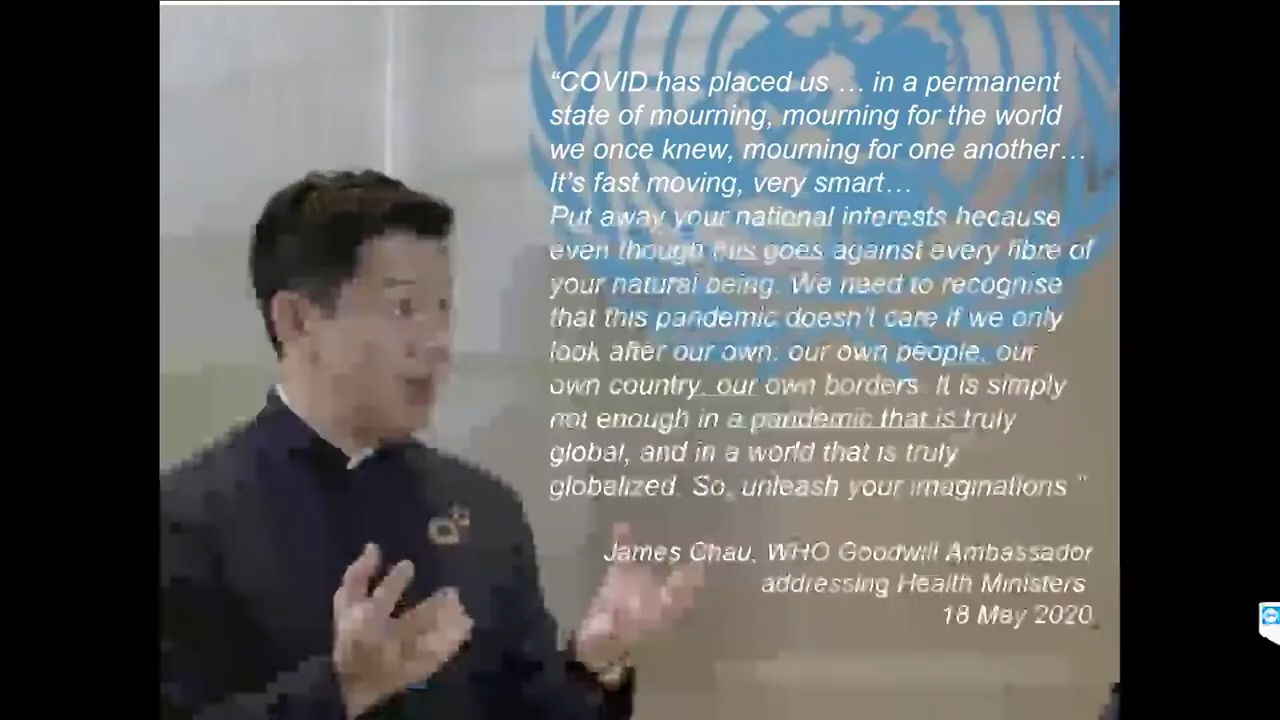 “COVID has placed us … in a permanent
state of mourning, mourning for the world
we once knew, mourning for one another…
It’s fast moving, very smart…
Put away your national interests because
even though this goes against every fibre of
your natural being. We need to recognise
that this pandemic doesn’t care if we only
look after our own: our own people, our
own country, our own borders. It is simply
not enough in a pandemic that is truly
global, and in a world that is truly
globalized. So, unleash your imaginations ”
James Chau, WHO Goodwill Ambassador
addressing Health Ministers
18 May 2020